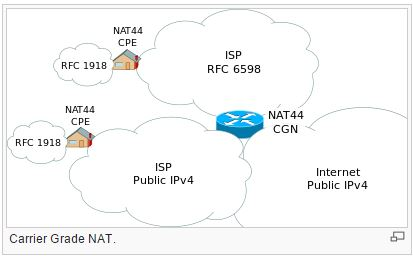 NAT44
CPE
RFC 1918
ISP
RFC 6598
NAT44
CPE
RFC 1918
NAT44
CGN
ISP
Public IPv4
Internet
Public IPv4
Carrier Grade NAT.